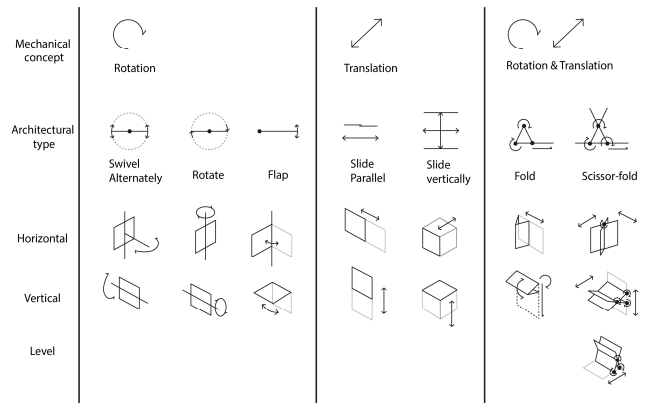 Mechanical
concept
Rotation
Translation
Rotation & Translation
Architectural
type
Swivel
Alternately
Rotate
Flap
Slide
Parallel
Slide
vertically
Fold
Scissor-fold
Horizontal
Vertical
Level